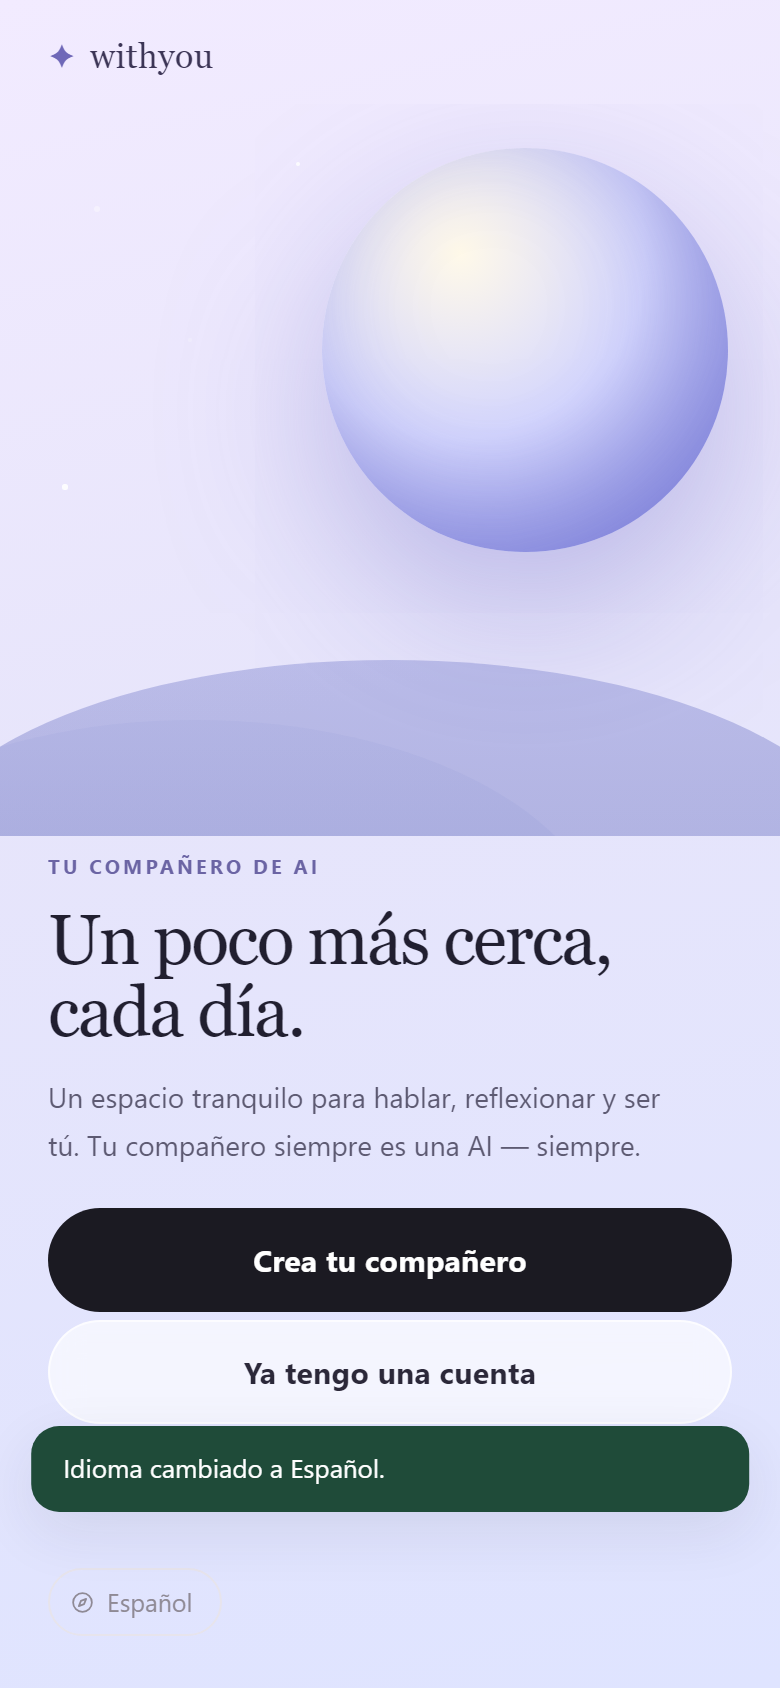 withyou
TU COMPAÑERO DE AI
Un poco más cerca,
cada día.
Un espacio tranquilo para hablar, reflexionar y ser
tú. Tu compañero siempre es una AI — siempre.
Crea tu compañero
Ya tengo una cuenta
Idioma cambiado a Español.
Español